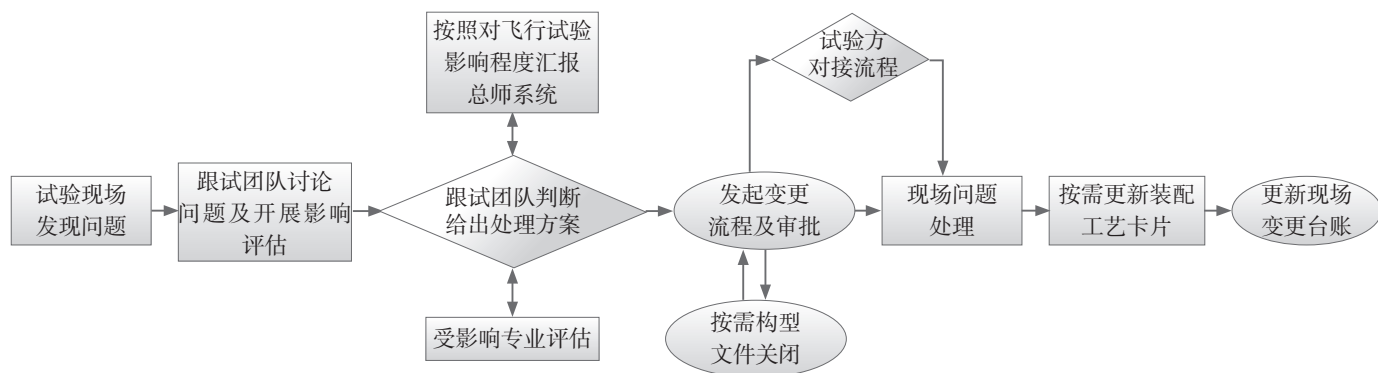 按照对飞行试验
影响程度汇报
总师系统
试验方
对接流程
试验现场
发现问题
跟试团队讨论
问题及开展影响
评估
跟试团队判断
给出处理方案
发起变更
流程及审批
现场问题
处理
按需更新装配
工艺卡片
更新现场
变更台账
受影响专业评估
按需构型
文件关闭